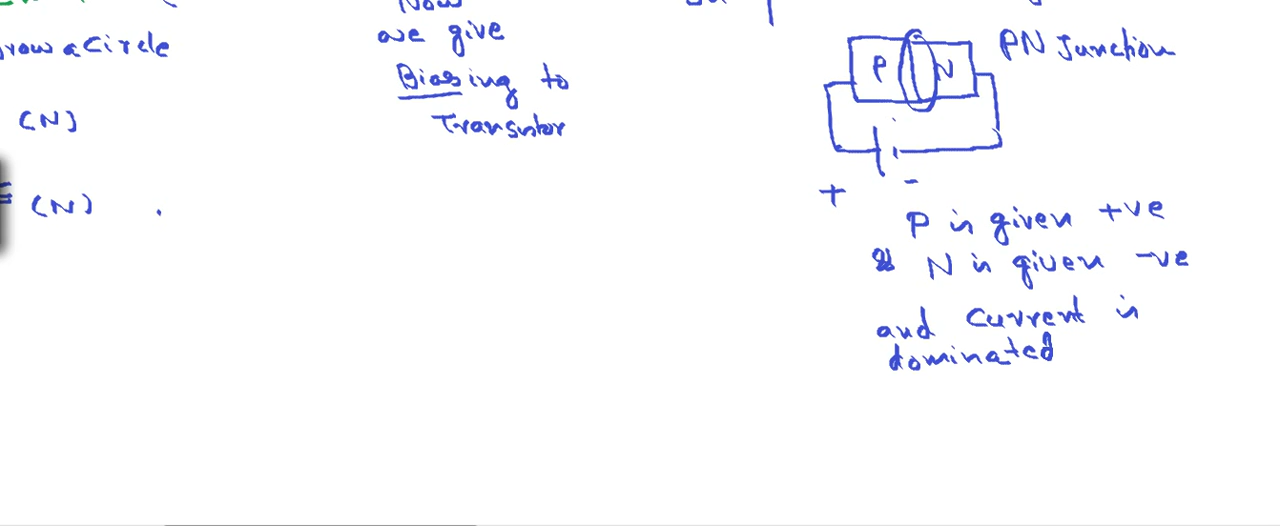 row a Circle
(N)
(N)
Now
we give
Biasing to
Transistor
P
N
PN Junction
+
-
P is given +ve
& N is given -ve
and Current is
dominated